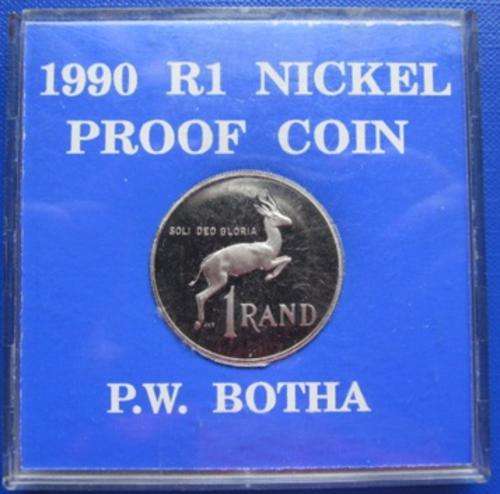 1990 R1 NICKEL
PROOF COIN
SOLI DEO GLORIA
1 RAND
P.W. BOTHA